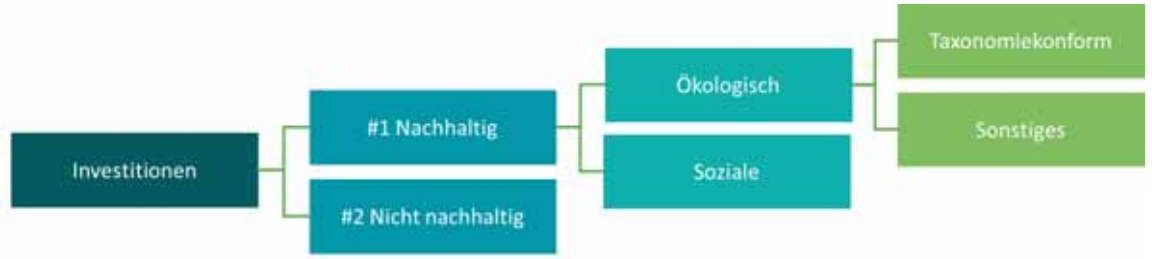 Investitionen
#1 Nachhaltig
#2 Nicht nachhaltig
Ökologisch
Soziale
Taxonomiekonform
Sonstiges